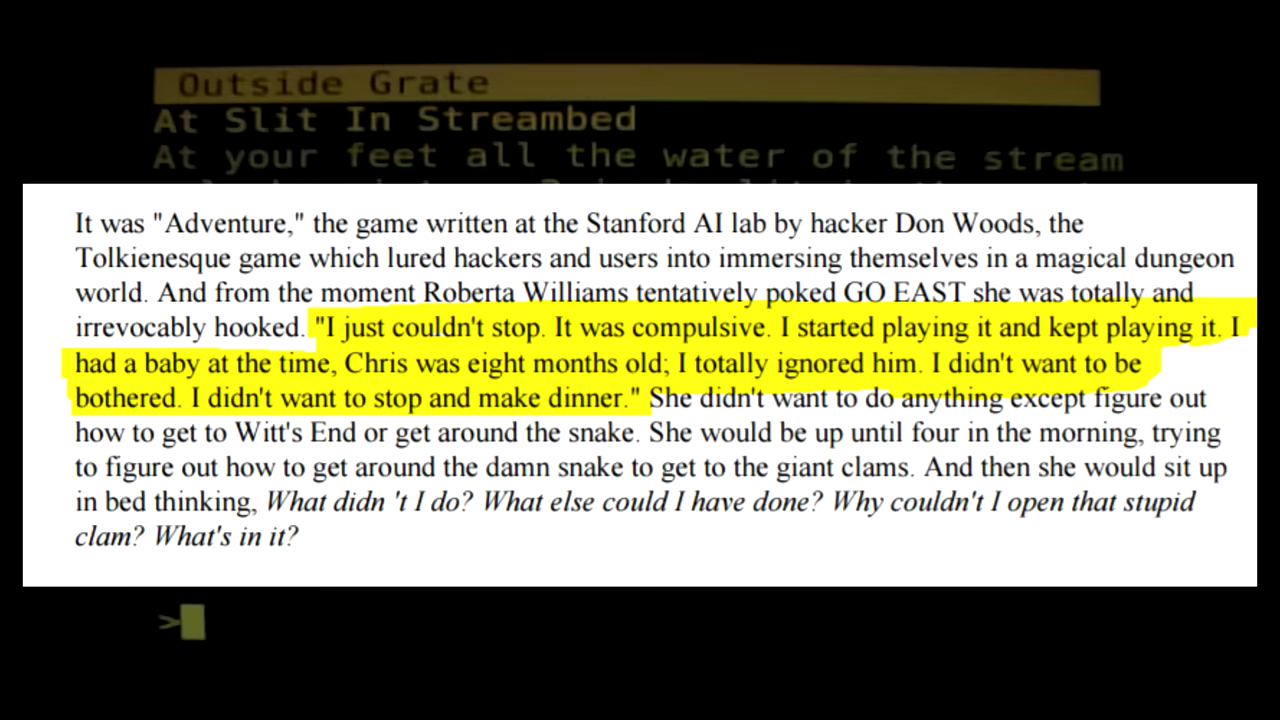 Outside Grate
At Slit In Streambed
At your feet all the water of the stream
It was "Adventure," the game written at the Stanford AI lab by hacker Don Woods, the
Tolkienesque game which lured hackers and users into immersing themselves in a magical dungeon
world. And from the moment Roberta Williams tentatively poked GO EAST she was totally and
irrevocably hooked. "I just couldn't stop. It was compulsive. I started playing it and kept playing it. I
had a baby at the time, Chris was eight months old; I totally ignored him. I didn't want to be
bothered. I didn't want to stop and make dinner." She didn't want to do anything except figure out
how to get to Witt's End or get around the snake. She would be up until four in the morning, trying
to figure out how to get around the damn snake to get to the giant clams. And then she would sit up
in bed thinking, What didn 't I do? What else could I have done? Why couldn't I open that stupid
clam? What's in it?
>